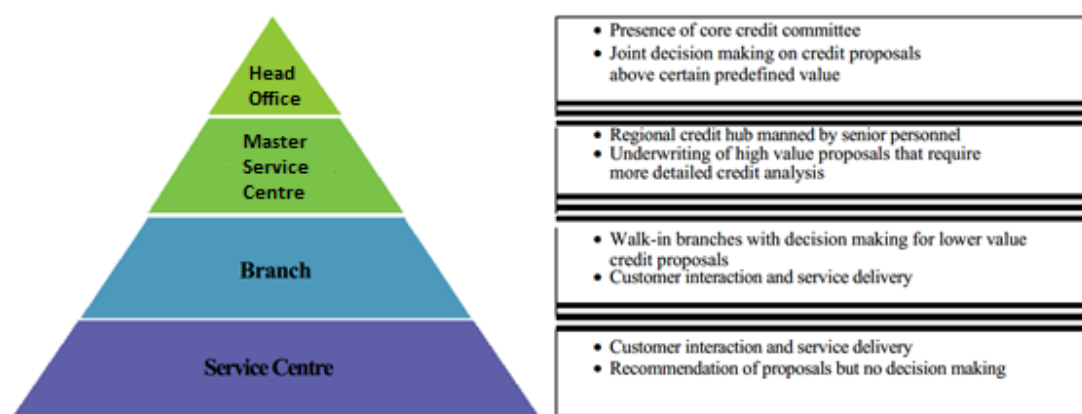 Head
Office
Master
Service
Centre
Branch
Service Centre
• Presence of core credit committee
• Joint decision making on credit proposals
above certain predefined value
• Regional credit hub manned by senior personnel
• Underwriting of high value proposals that require
more detailed credit analysis
• Walk-in branches with decision making for lower value
credit proposals
• Customer interaction and service delivery
• Customer interaction and service delivery
• Recommendation of proposals but no decision making